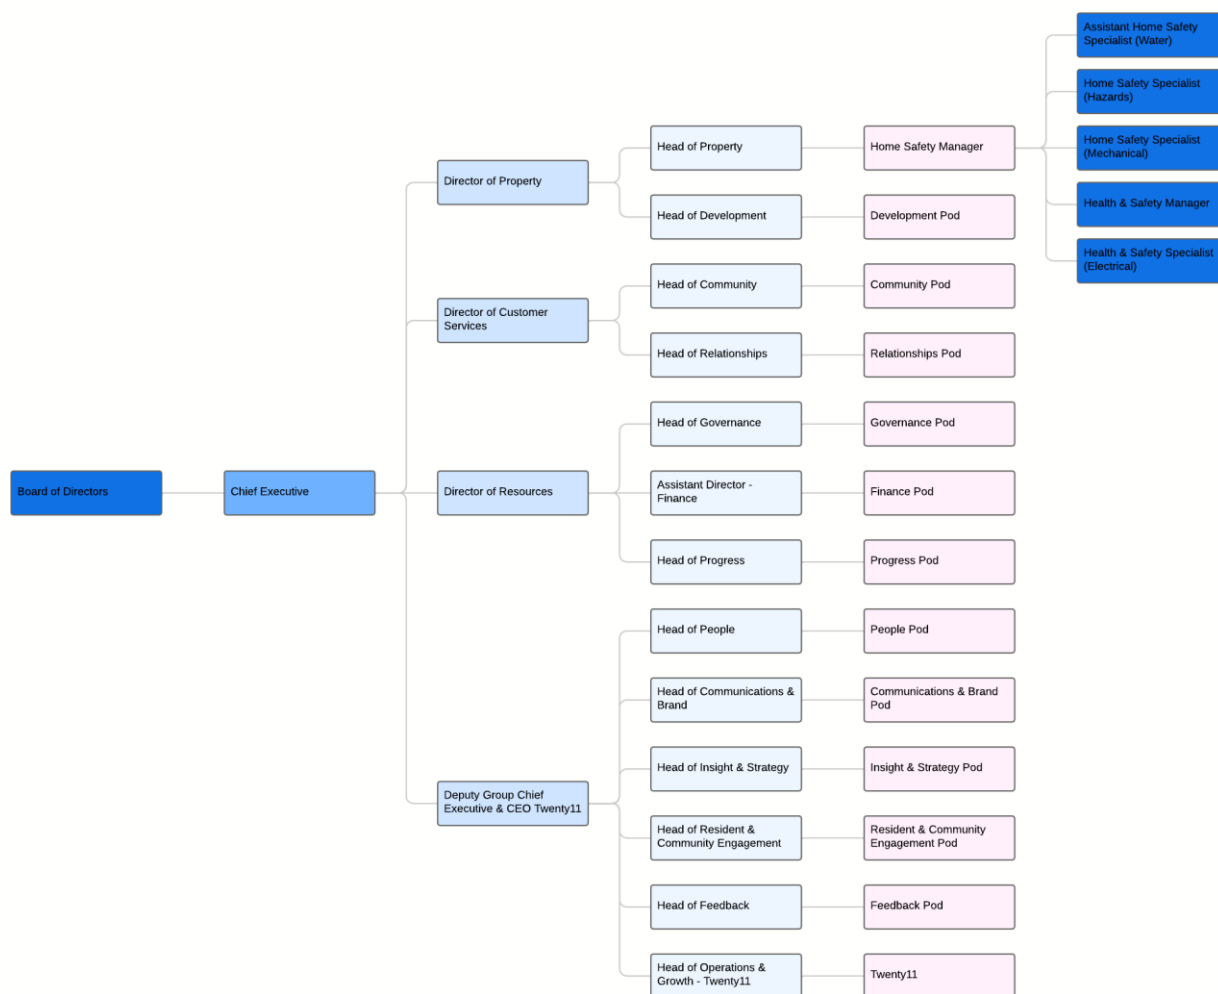 Board of Directors
Chief Executive
Director of Property
Director of Customer
Services
Director of Resources
Deputy Group Chief
Executive & CEO Twenty11
Head of Property
Head of Development
Head of Community
Head of Relationships
Head of Governance
Assistant Director -
Finance
Head of Progress
Head of People
Head of Communications &
Brand
Head of Insight & Strategy
Head of Resident &
Community Engagement
Head of Feedback
Head of Operations &
Growth - Twenty11
Home Safety Manager
Development Pod
Community Pod
Relationships Pod
Governance Pod
Finance Pod
Progress Pod
People Pod
Communications & Brand
Pod
Insight & Strategy Pod
Resident & Community
Engagement Pod
Feedback Pod
Twenty11
Assistant Home Safety
Specialist (Water)
Home Safety Specialist
(Hazards)
Home Safety Specialist
(Mechanical)
Health & Safety Manager
Health & Safety Specialist
(Electrical)